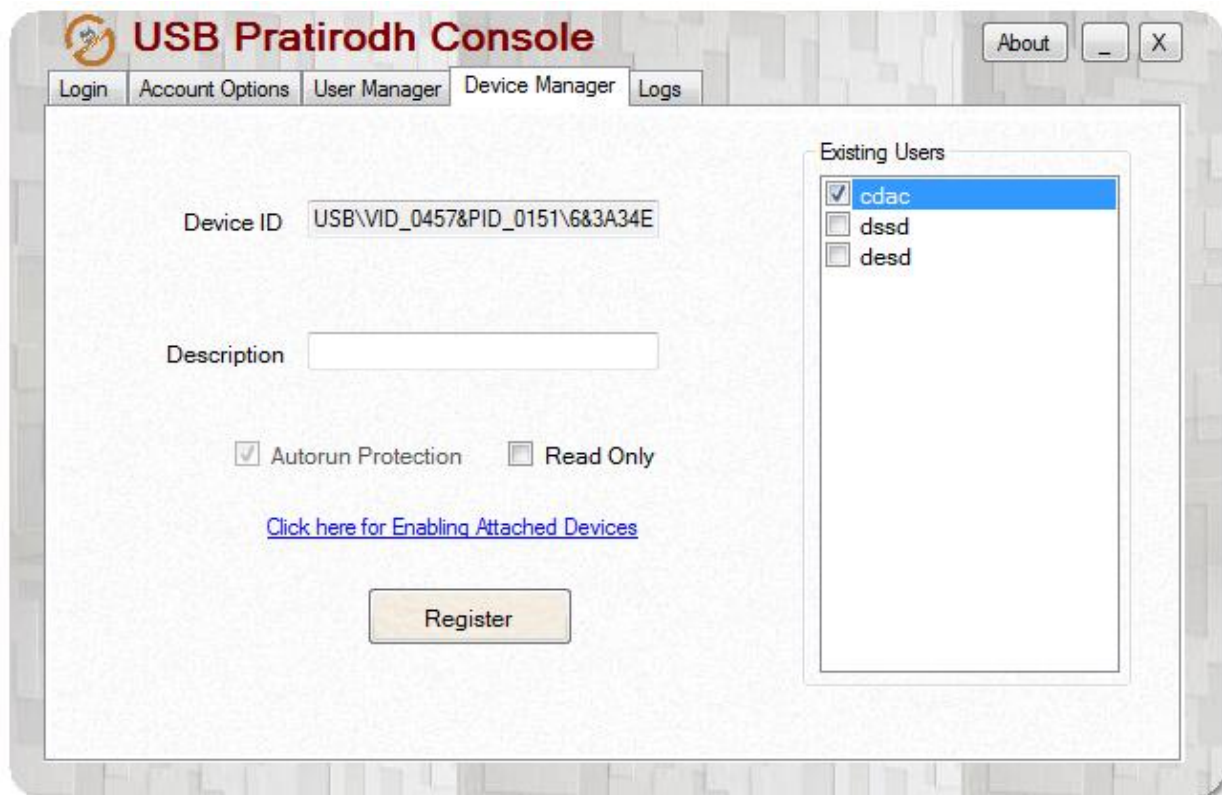 USB Pratirodh Console
About _ X
Login Account Options User Manager Device Manager Logs
Existing Users
cdac
dssd
desd
Device ID USB\VID_0457&PID_0151\6&3A34E
Description
Autorun Protection Read Only
Click here for Enabling Attached Devices
Register